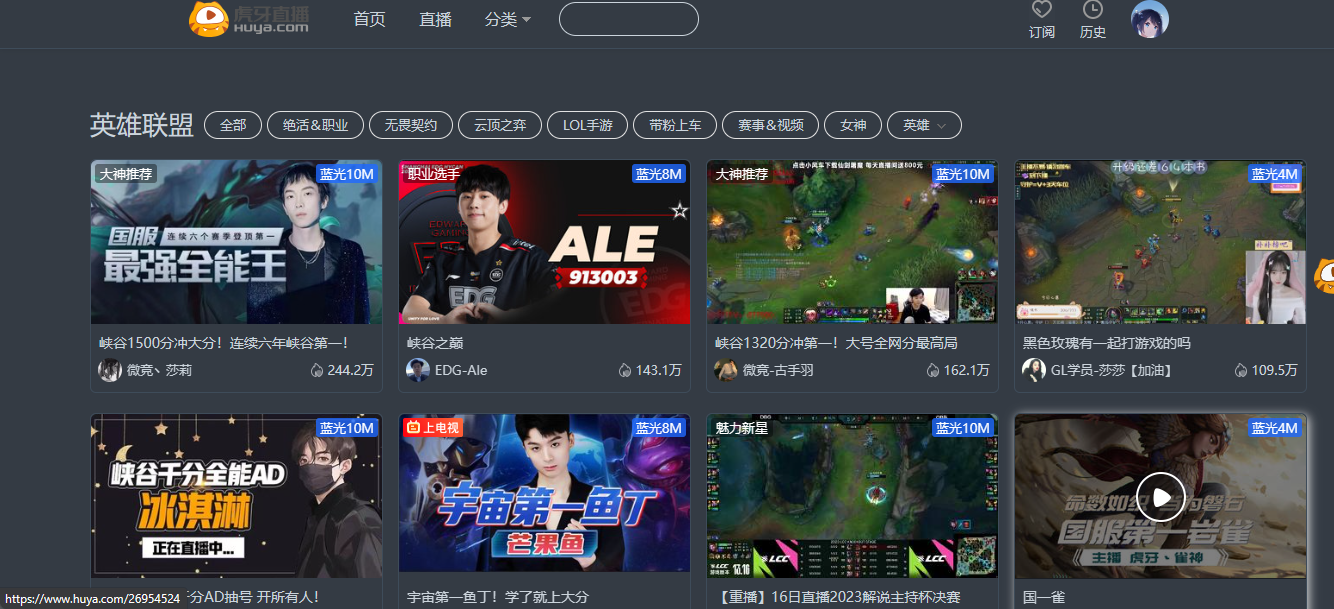 虎牙直播
HUYA.com
首页 直播 分类
订阅 历史
英雄联盟 全部 绝活&职业 无畏契约 云顶之弈 LOL手游 带粉上车 赛事&视频 女神 英雄
大神推荐 蓝光10M
国服 连续六个赛季登顶第一
最强全能王
峡谷1500分冲大分！连续六年峡谷第一！
微竞丶莎莉 244.2万
职业选手 蓝光8M
ALE
913003
EDG
峡谷之巅
EDG-Ale 143.1万
大神推荐 蓝光10M
峡谷1320分冲第一！大号全网分最高局
微竞-古手羽 162.1万
蓝光4M
黑色玫瑰有一起打游戏的吗
GL学员-莎莎【加油】 109.5万
蓝光10M
峡谷千分全能AD
冰淇淋
正在直播中...
分AD抽号 开所有人！
上电视 蓝光8M
宇宙第一鱼丁
芒果鱼
宇宙第一鱼丁！学了就上大分
魅力新星 蓝光10M
LCC
LCC
【重播】16日直播2023解说主持杯决赛
蓝光4M
国服第一岩雀
主播 虎牙、雀神
国一雀
https://www.huya.com/26954524